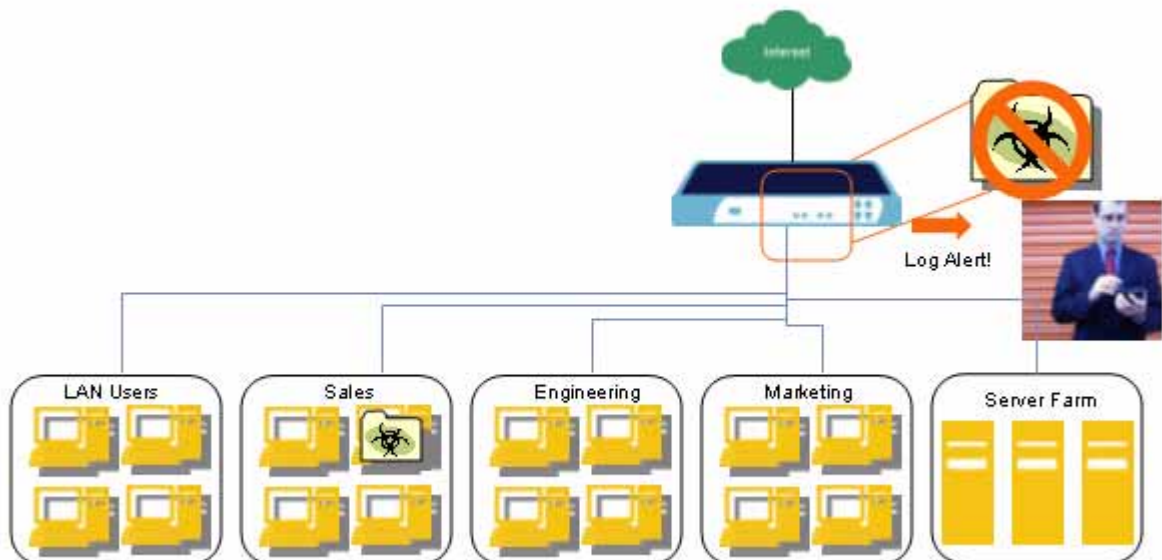 Internet
Log Alert!
LAN Users
Sales
Engineering
Marketing
Server Farm